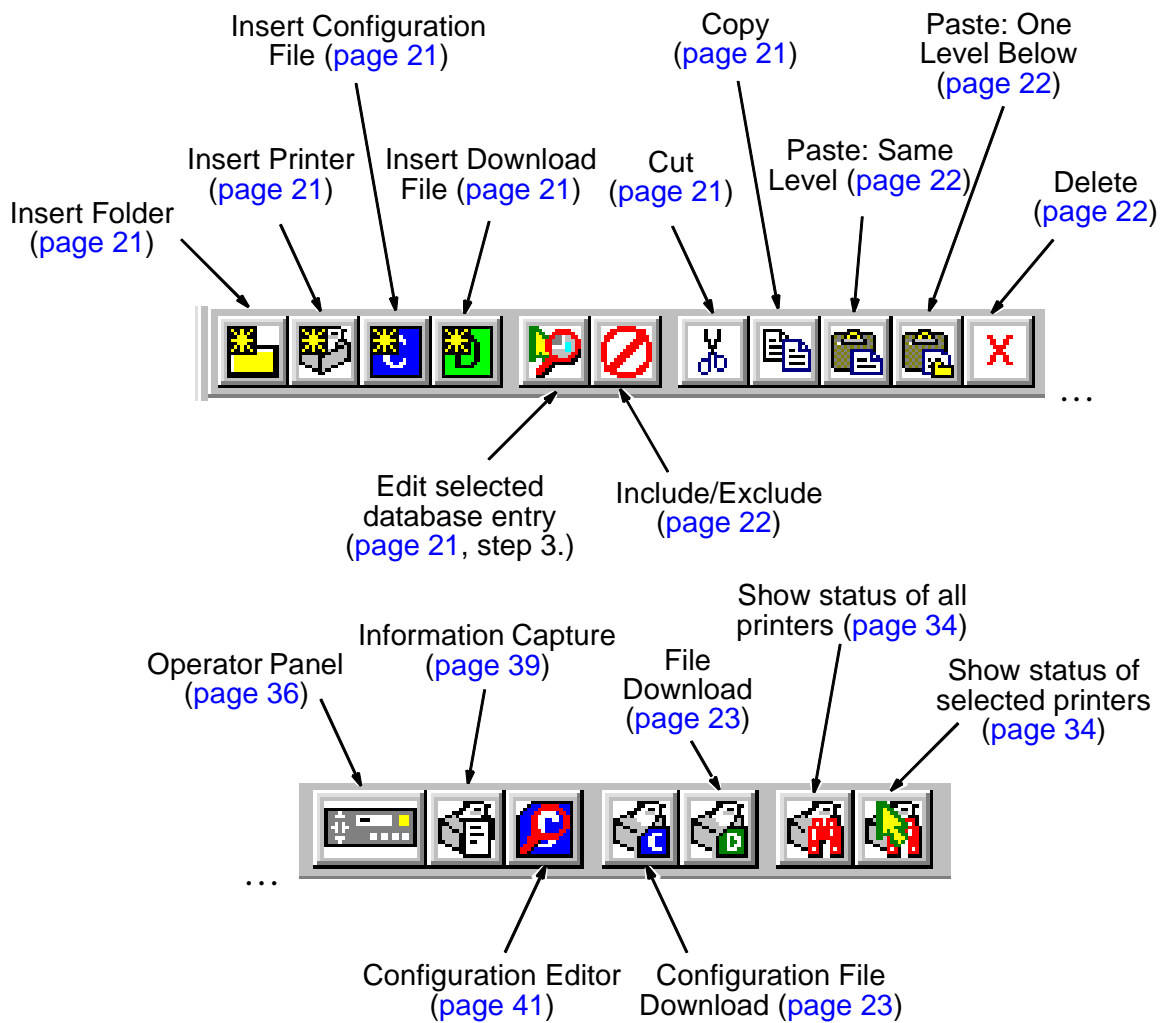 Insert Configuration
File (page 21)
Copy
(page 21)
Paste: One
Level Below
(page 22)
Insert Printer
(page 21)
Insert Download
File (page 21)
Cut
(page 21)
Paste: Same
Level (page 22)
Delete
(page 22)
Insert Folder
(page 21)
C
D
X
...
Edit selected
database entry
(page 21, step 3.)
Include/Exclude
(page 22)
Show status of all
printers (page 34)
Information Capture
(page 39)
Operator Panel
(page 36)
File
Download
(page 23)
Show status of
selected printers
(page 34)
...
C
C
D
Configuration Editor
(page 41)
Configuration File
Download (page 23)